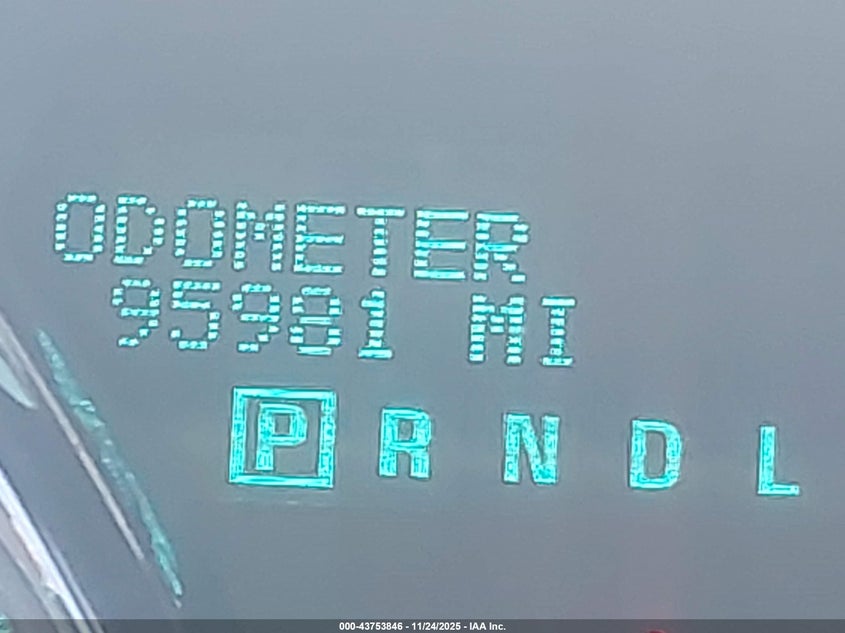 ODOMETER
95981 MI
P R N D L
000-43753846 - 11/24/2025 - IAA Inc.